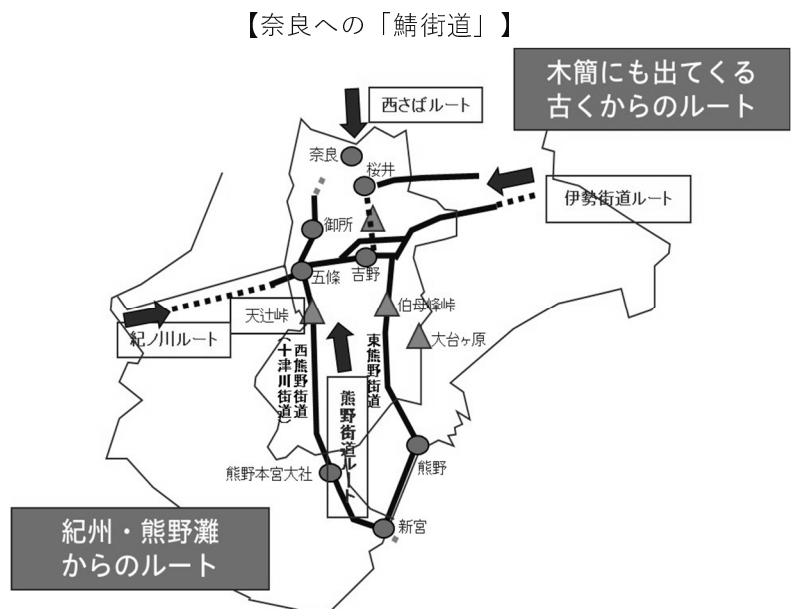 【奈良への「鯖街道」】
木簡にも出てくる
古くからのルート
西さばルート
奈良
桜井
伊勢街道ルート
御所
吉野
五條
天辻峠
伯母峰峠
紀ノ川ルート
大台ヶ原
西熊野街道
（十津川街道）
東熊野街道
熊野街道ルート
熊野
熊野本宮大社
新宮
紀州・熊野灘
からのルート